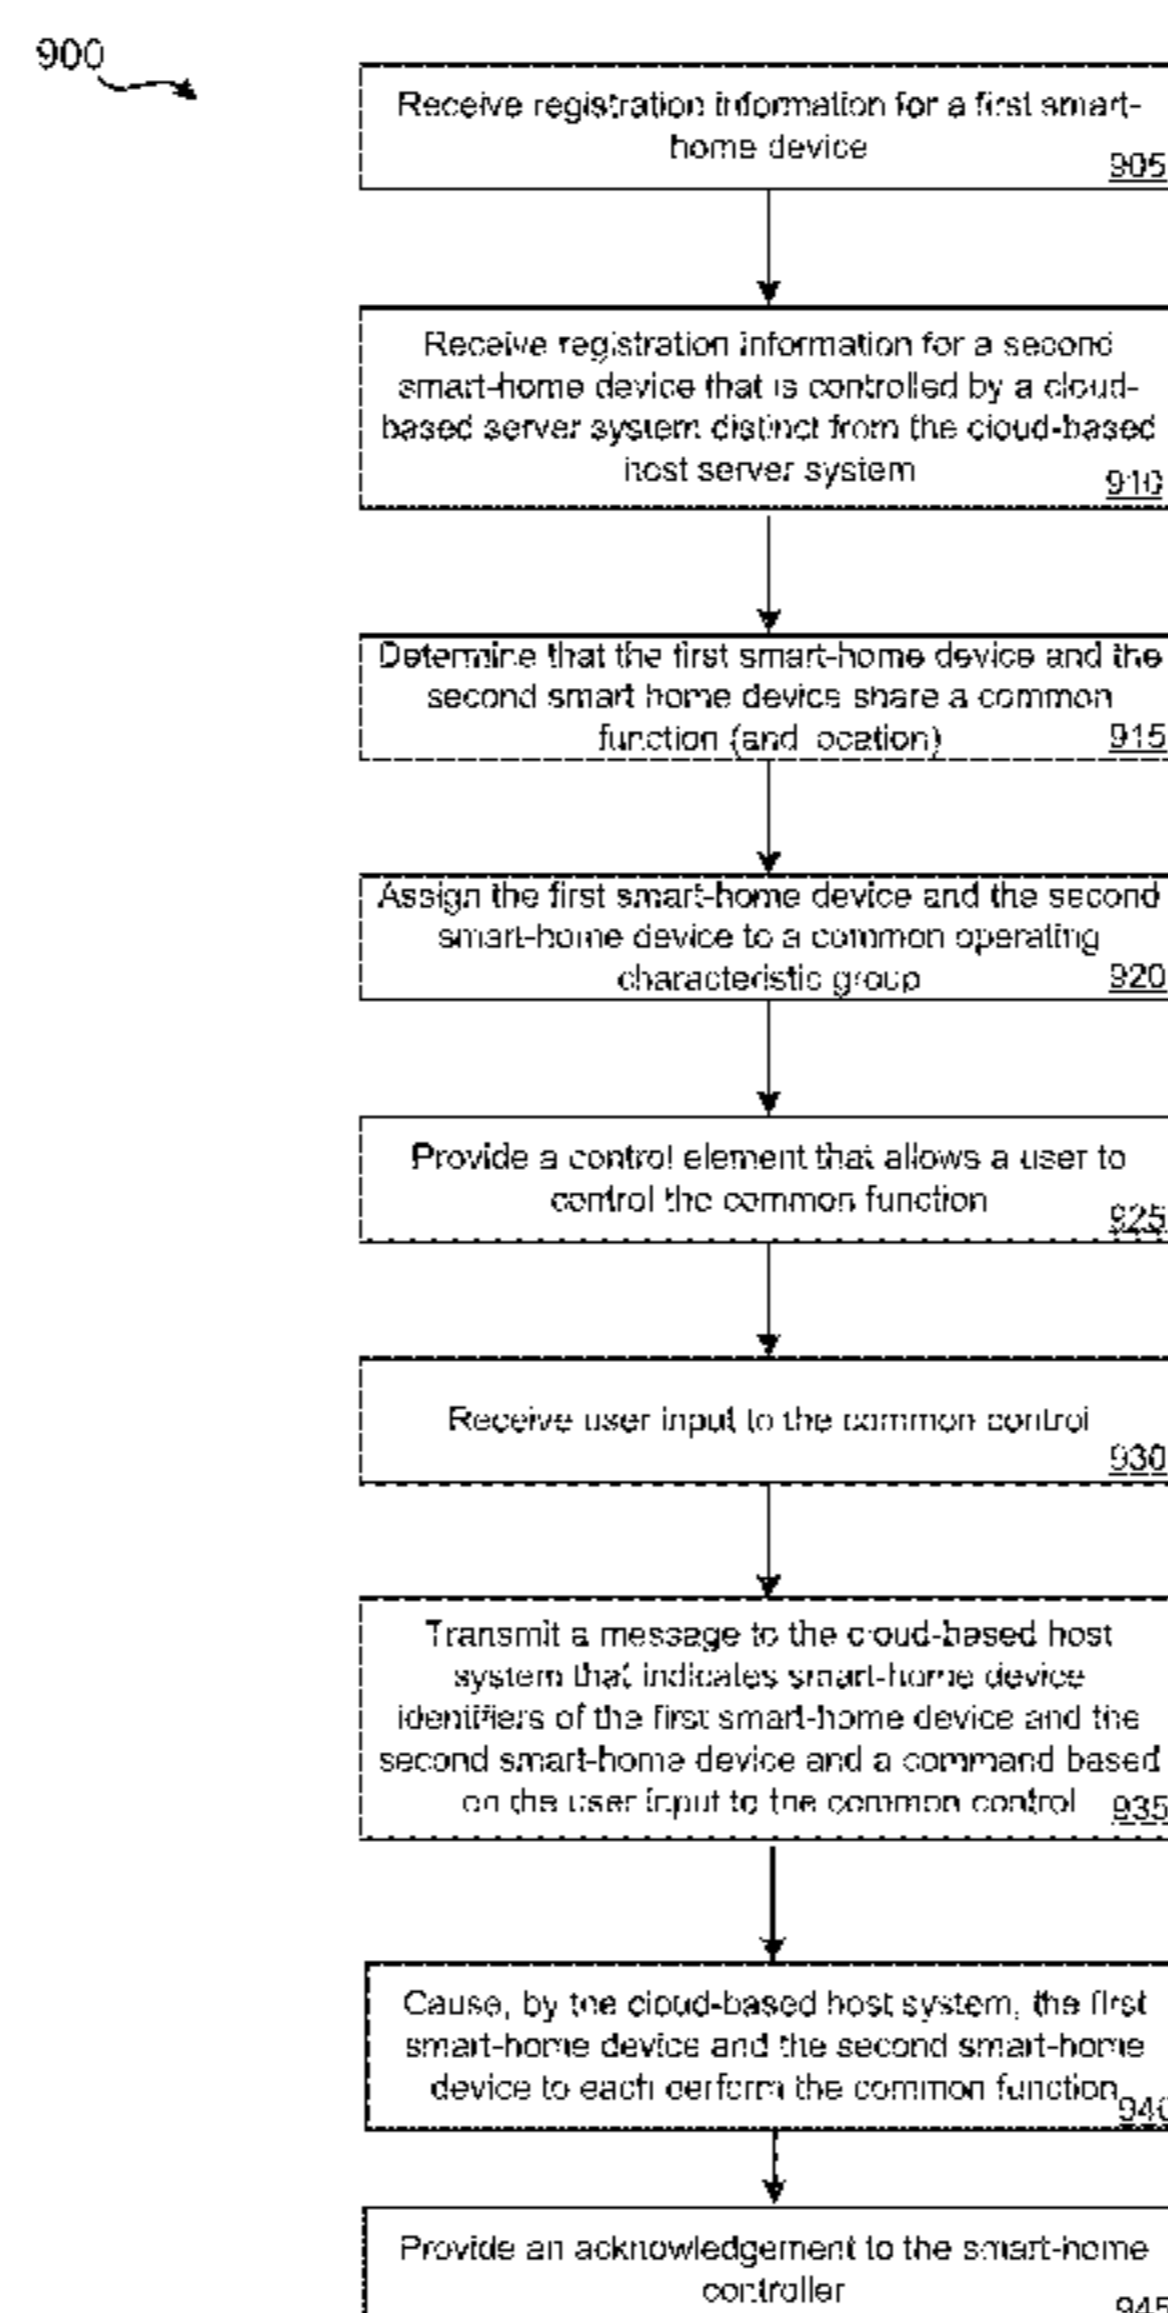 900
Receive registration information for a first smart-
home device
905
Receive registration information for a second
smart-home device that is controlled by a cloud-
based server system distinct from the cloud-based
host server system
910
Determine that the first smart-home device and the
second smart home device share a common
function (and location)
915
Assign the first smart-home device and the second
smart-home device to a common operating
characteristic group
920
Provide a control element that allows a user to
control the common function
925
Receive user input to the common control
930
Transmit a message to the cloud-based host
system that indicates smart-home device
identifiers of the first smart-home device and the
second smart-home device and a command based
on the user input to the common control
935
Cause, by the cloud-based host system, the first
smart-home device and the second smart-home
device to each perform the common function
940
Provide an acknowledgement to the smart-home
controller
945